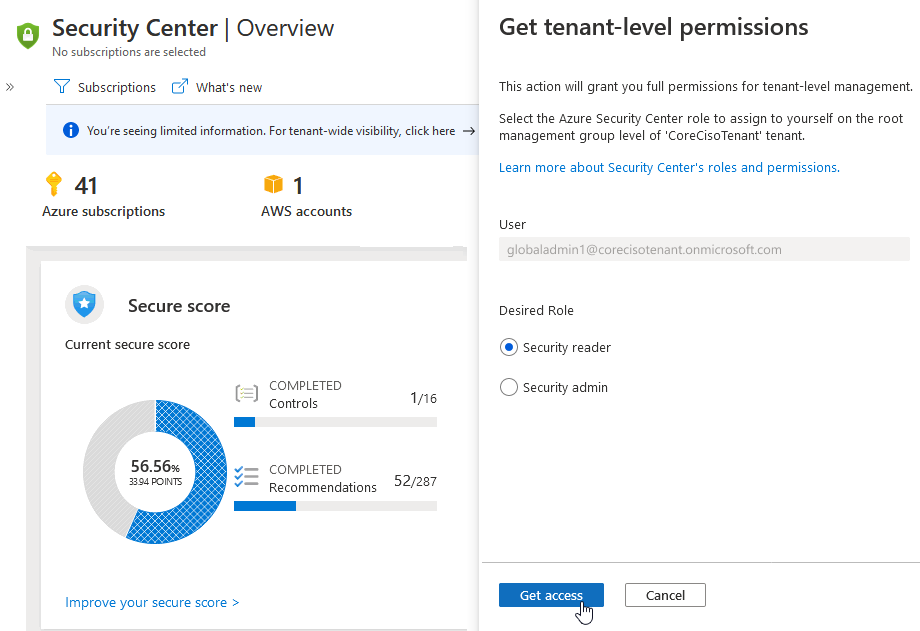 Security Center | Overview
No subscriptions are selected
»
Subscriptions
What's new
You're seeing limited information. For tenant-wide visibility, click here →
41
Azure subscriptions
1
AWS accounts
Secure score
Current secure score
56.56%
33.94 POINTS
COMPLETED
Controls
1/16
COMPLETED
Recommendations
52/287
Improve your secure score >
Get tenant-level permissions
This action will grant you full permissions for tenant-level management.
Select the Azure Security Center role to assign to yourself on the root
management group level of 'CoreCisoTenant' tenant.
Learn more about Security Center's roles and permissions.
User
globaladmin1@corecisotenant.onmicrosoft.com
Desired Role
Security reader
Security admin
Get access
Cancel